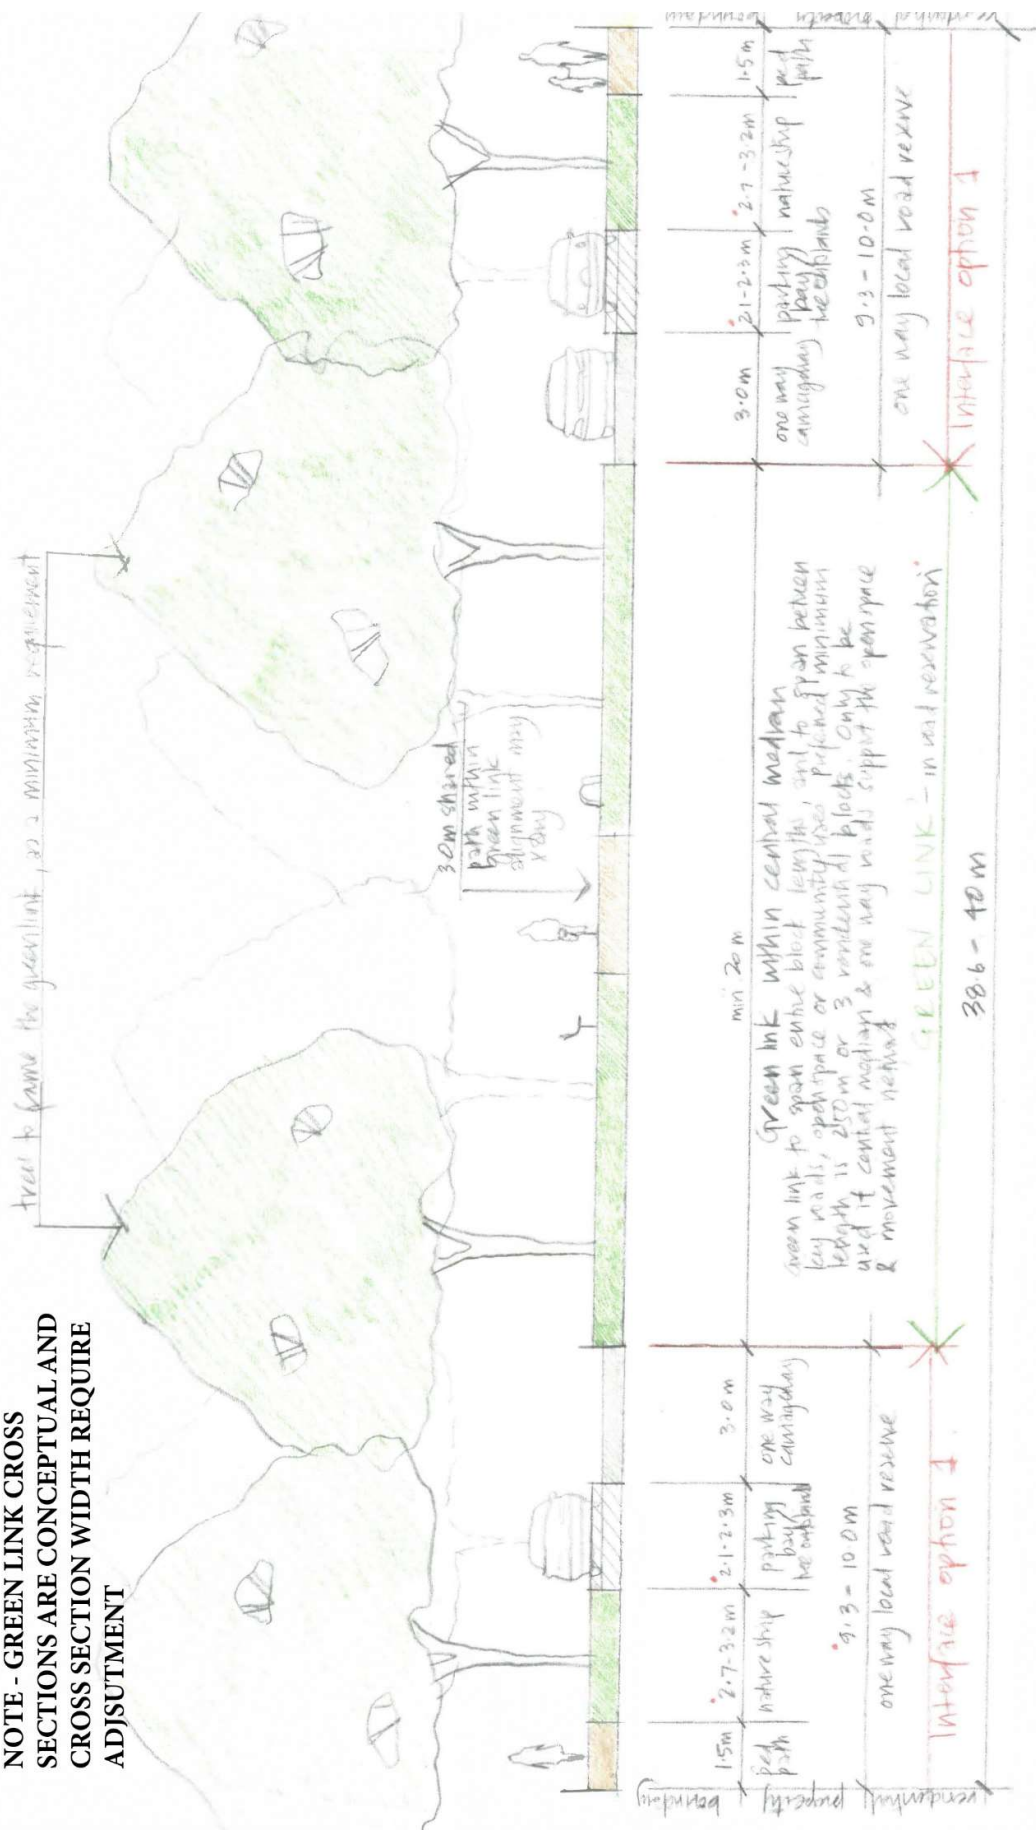 NOTE - GREEN LINK CROSS
SECTIONS ARE CONCEPTUAL AND
CROSS SECTION WIDTH REQUIRE
ADJSUTMENT
trees to frame the green link, as a minimum requirement
3.0m shared
path within
green link
alignment may
vary
residential
property
boundary
1.5m
ped
path
2.7-3.2m
nature strip
2.1-2.3m
parking
bay/
tree outstands
3.0m
one way
carriageway
9.3 - 10.0m
one way local road reserve
Interface option 1
min 20m
Green link within central median
Green link to span entire block lengths, and to span between
key roads, open space or community uses, preferred minimum
length is 250m or 3 residential blocks. Only to be
used if central median & one way roads support the open space
& movement network
GREEN LINK - in road reservation
38.6 - 40m
3.0m
one way
carriageway
2.1-2.3m
parking
bay/
2.7-3.2m
nature strip
1.5m
ped
path
9.3 - 10.0m
one way local road reserve
Interface option 1
residential
property
boundary